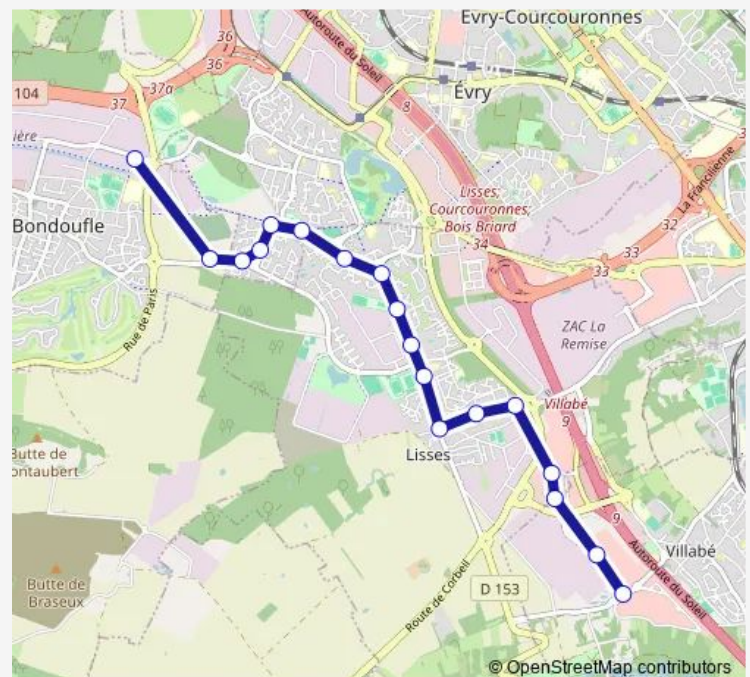 Evry-Courcouronnes
Autoroute du Soleil
36
36
104
37a
37
8
Évry
ière
La Francilienne
Lisses;
Courcouronnes;
Bois Briard
32
Bondoufle
34
33
33
Rue de Paris
ZAC La
Remise
Villabé
9
Lisses
Butte de
ontaubert
9
Villabé
Autoroute du Soleil
Butte de
Braseux
D 153
Route de Corbeil
© OpenStreetMap contributors